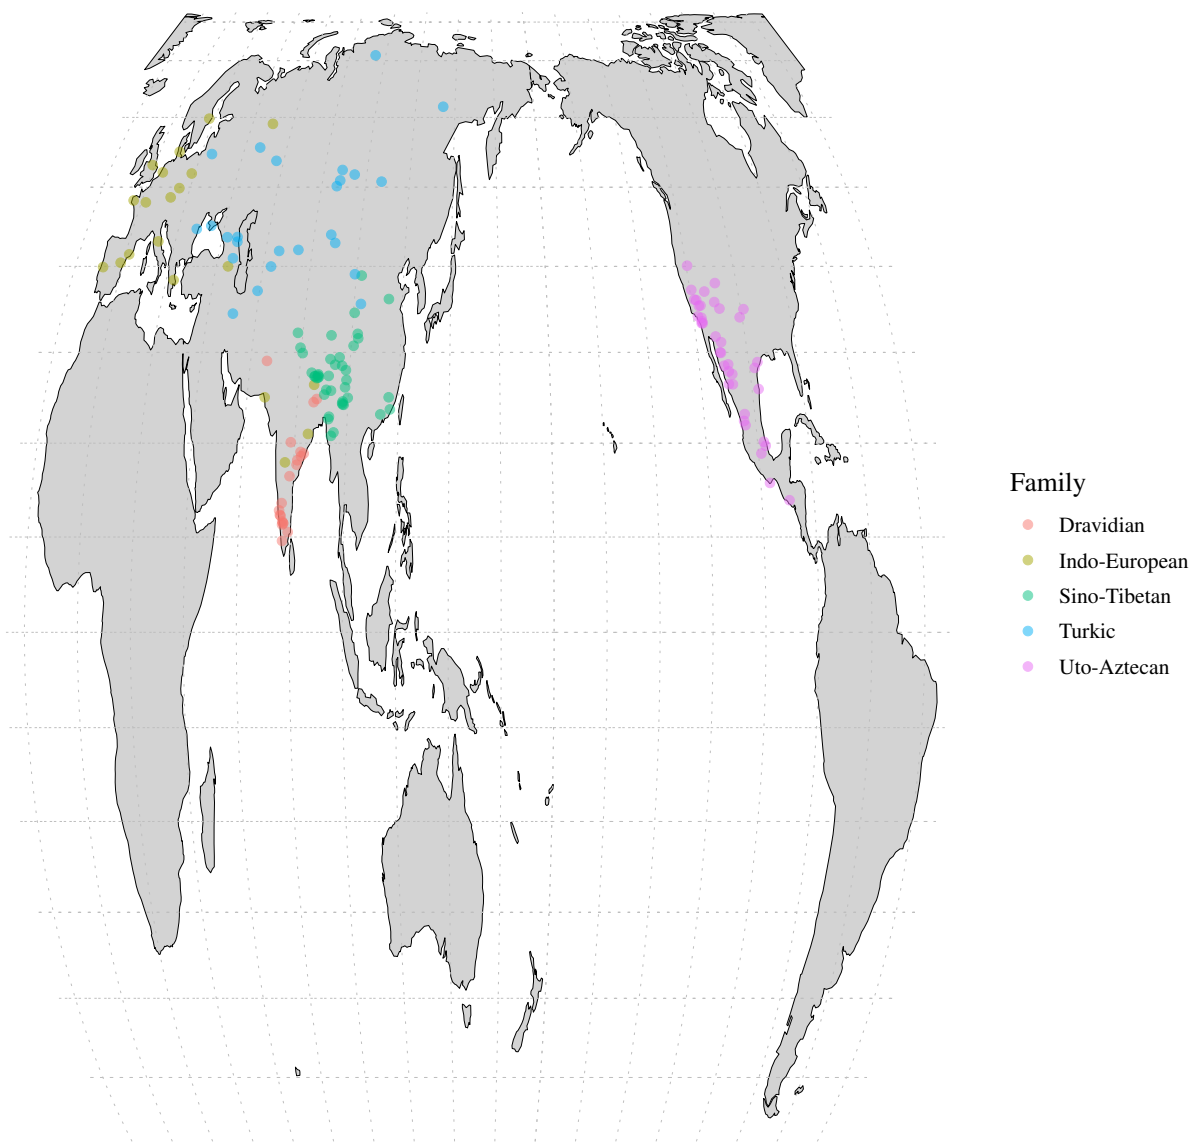 Family
Dravidian
Indo-European
Sino-Tibetan
Turkic
Uto-Aztecan